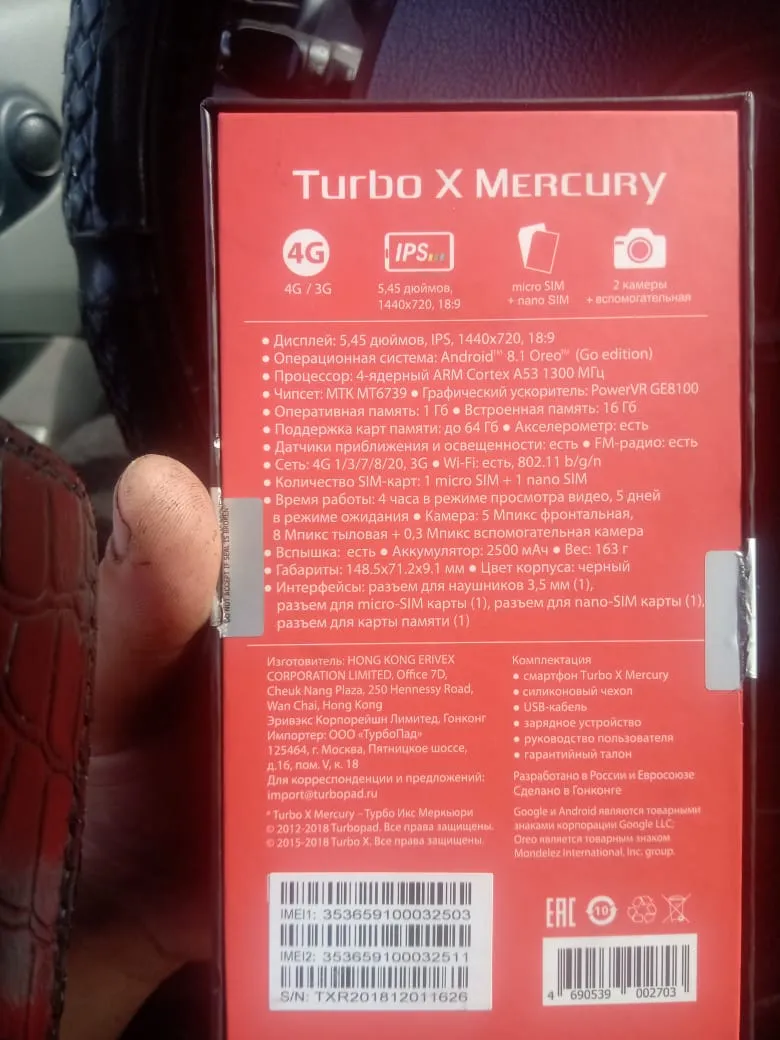 Turbo X Mercury
4G
4G / 3G
IPS
5,45 дюймов,
1440x720, 18:9
micro SIM
+ nano SIM
2 камеры
+ вспомогательная
● Дисплей: 5,45 дюймов, IPS, 1440x720, 18:9
● Операционная система: Android™ 8.1 Oreo™ (Go edition)
● Процессор: 4-ядерный ARM Cortex A53 1300 МГц
● Чипсет: MTK MT6739 ● Графический ускоритель: PowerVR GE8100
● Оперативная память: 1 Гб ● Встроенная память: 16 Гб
● Поддержка карт памяти: до 64 Гб ● Акселерометр: есть
● Датчики приближения и освещенности: есть ● FM-радио: есть
● Сеть: 4G 1/3/7/8/20, 3G ● Wi-Fi: есть, 802.11 b/g/n
● Количество SIM-карт: 1 micro SIM + 1 nano SIM
● Время работы: 4 часа в режиме просмотра видео, 5 дней
в режиме ожидания ● Камера: 5 Мпикс фронтальная,
8 Мпикс тыловая + 0,3 Мпикс вспомогательная камера
● Вспышка: есть ● Аккумулятор: 2500 мАч ● Вес: 163 г
● Габариты: 148.5x71.2x9.1 мм ● Цвет корпуса: черный
● Интерфейсы: разъем для наушников 3,5 мм (1),
разъем для micro-SIM карты (1), разъем для nano-SIM карты (1),
разъем для карты памяти (1)
DO NOT ACCEPT IF SEAL IS BROKEN
Изготовитель: HONG KONG ERIVEX
CORPORATION LIMITED, Office 7D,
Cheuk Nang Plaza, 250 Hennessy Road,
Wan Chai, Hong Kong
Эривэкс Корпорейшн Лимитед, Гонконг
Импортер: ООО «ТурбоПад»
125464, г. Москва, Пятницкое шоссе,
д.16, пом. V, к. 18
Для корреспонденции и предложений:
import@turbopad.ru
* Turbo X Mercury – Турбо Икс Меркьюри
© 2012-2018 Turbopad. Все права защищены.
© 2015-2018 Turbo X. Все права защищены.
Комплектация
● смартфон Turbo X Mercury
● силиконовый чехол
● USB-кабель
● зарядное устройство
● руководство пользователя
● гарантийный талон
Разработано в России и Евросоюзе
Сделано в Гонконге
Google и Android являются товарными
знаками корпорации Google LLC;
Oreo является товарным знаком
Mondelez International, Inc. group.
IMEI1: 353659100032503
IMEI2: 353659100032511
S/N: TXR201812011626
EAC
10
4 690539 002703